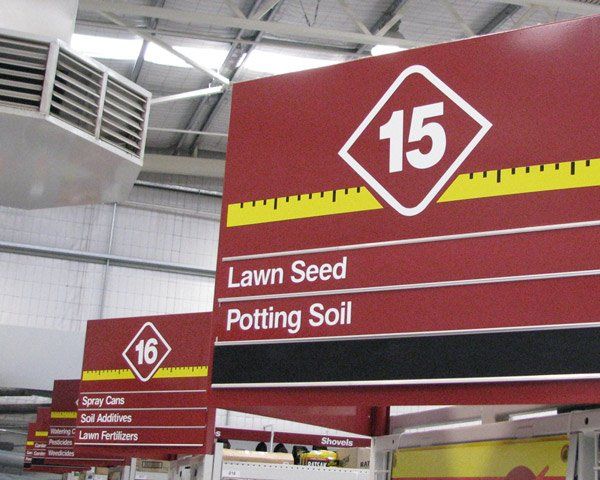 15
Lawn Seed
Potting Soil
16
Spray Cans
Soil Additives
Lawn Fertilizers
Watering C
Pesticides
Weedicides
Shovels